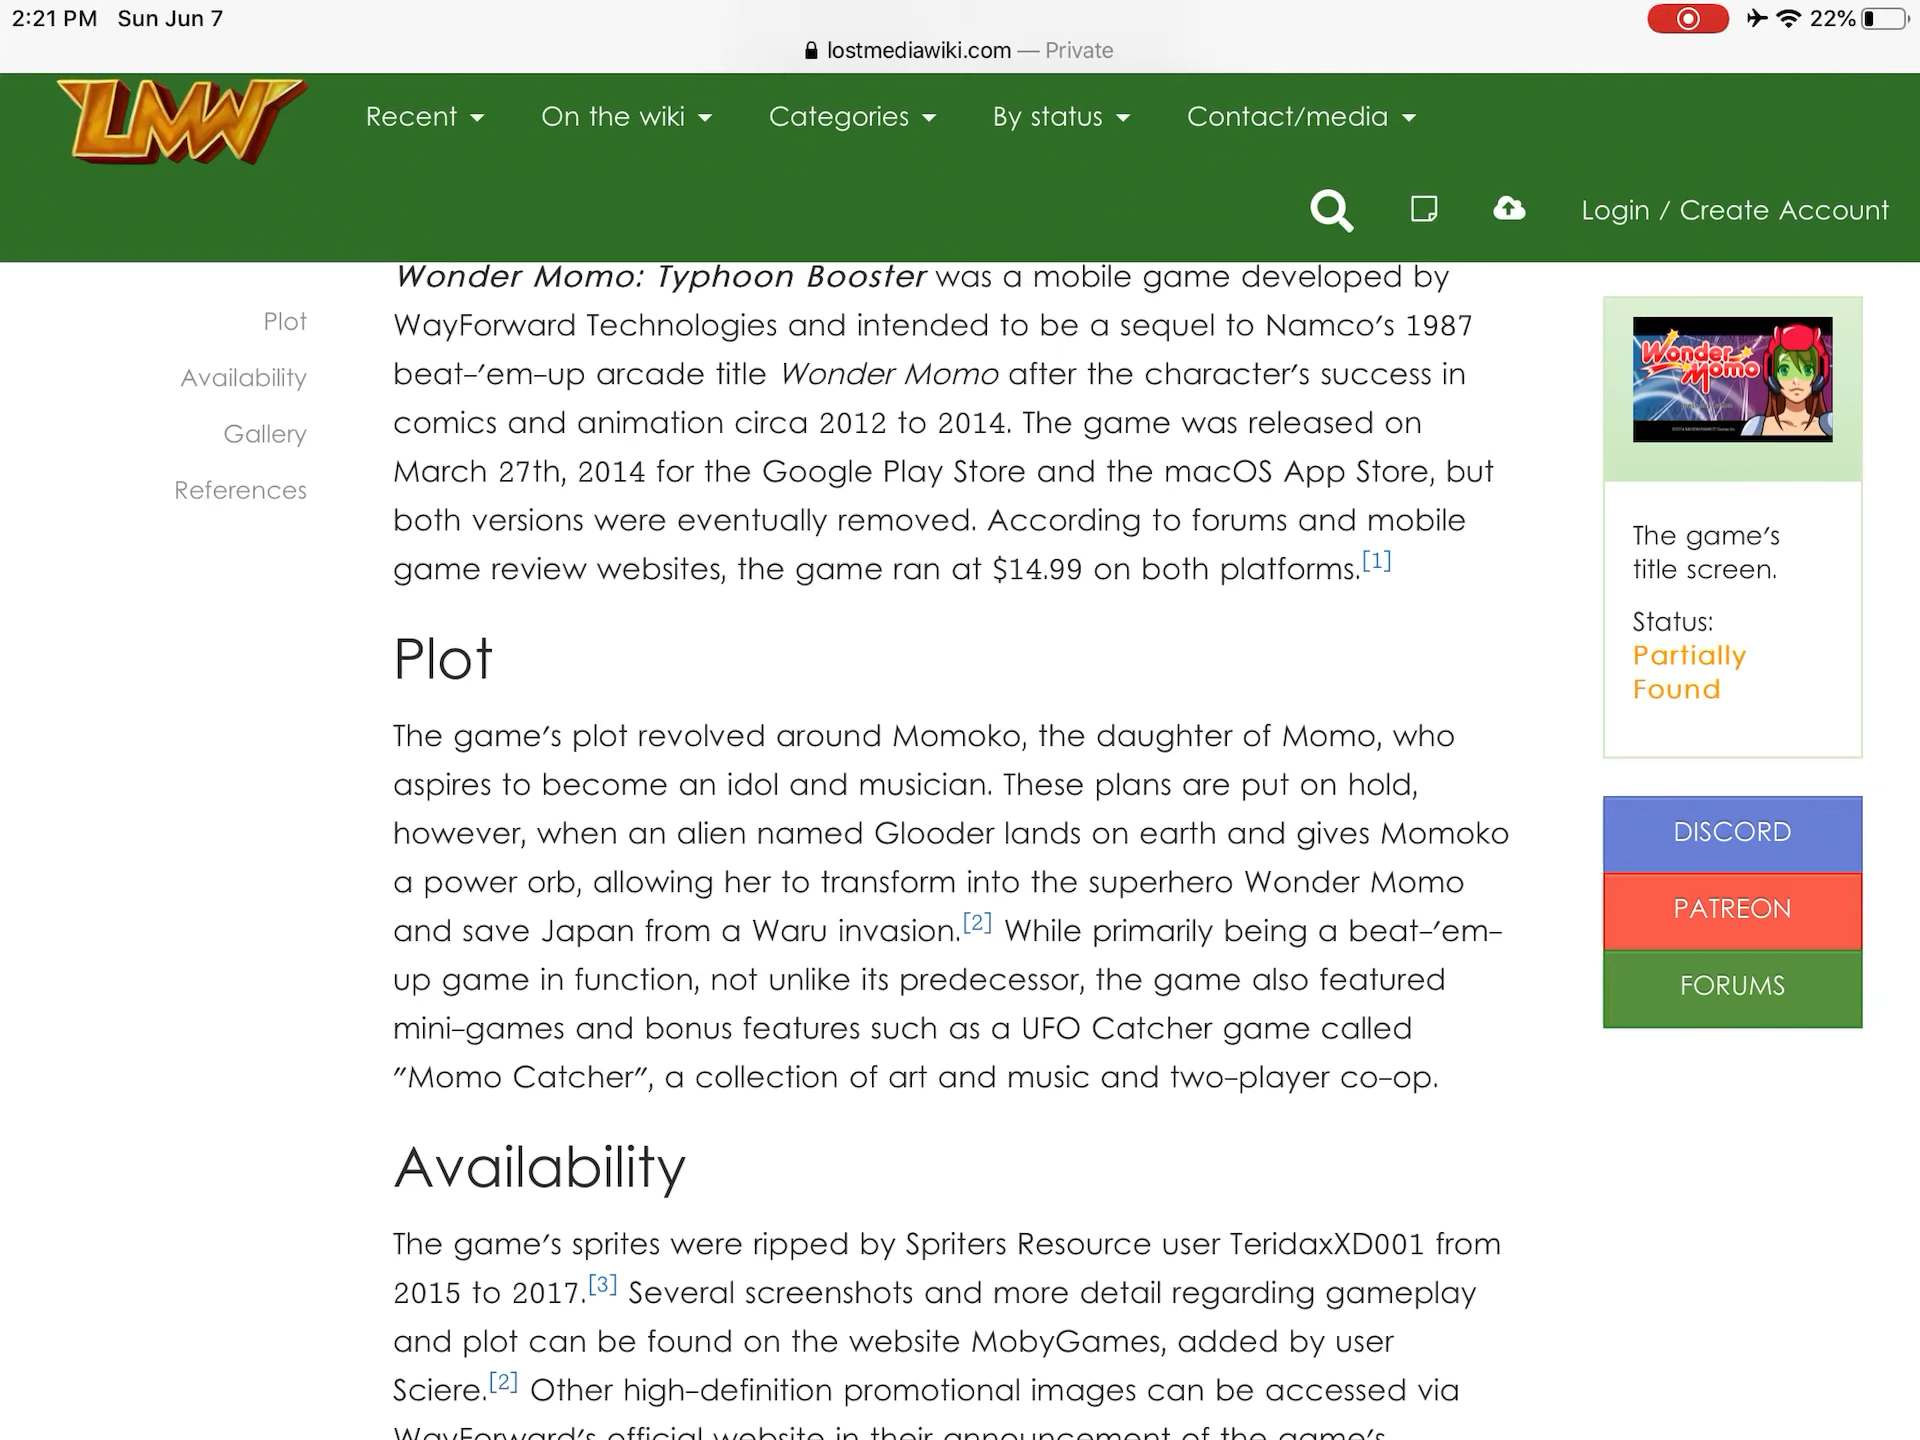 2:21 PM Sun Jun 7
22%
lostmediawiki.com — Private
LMW
Recent
On the wiki
Categories
By status
Contact/media
Login / Create Account
Plot
Availability
Gallery
References
Wonder Momo: Typhoon Booster was a mobile game developed by
WayForward Technologies and intended to be a sequel to Namco's 1987
beat-'em-up arcade title Wonder Momo after the character's success in
comics and animation circa 2012 to 2014. The game was released on
March 27th, 2014 for the Google Play Store and the macOS App Store, but
both versions were eventually removed. According to forums and mobile
game review websites, the game ran at $14.99 on both platforms.[1]
Plot
The game's plot revolved around Momoko, the daughter of Momo, who
aspires to become an idol and musician. These plans are put on hold,
however, when an alien named Glooder lands on earth and gives Momoko
a power orb, allowing her to transform into the superhero Wonder Momo
and save Japan from a Waru invasion.[2] While primarily being a beat-'em-
up game in function, not unlike its predecessor, the game also featured
mini-games and bonus features such as a UFO Catcher game called
"Momo Catcher", a collection of art and music and two-player co-op.
Availability
The game's sprites were ripped by Spriters Resource user TeridaxXD001 from
2015 to 2017.[3] Several screenshots and more detail regarding gameplay
and plot can be found on the website MobyGames, added by user
Sciere.[2] Other high-definition promotional images can be accessed via
WayForward's official website in their announcement of the game's
Wonder
Momo
The game's
title screen.
Status:
Partially
Found
DISCORD
PATREON
FORUMS